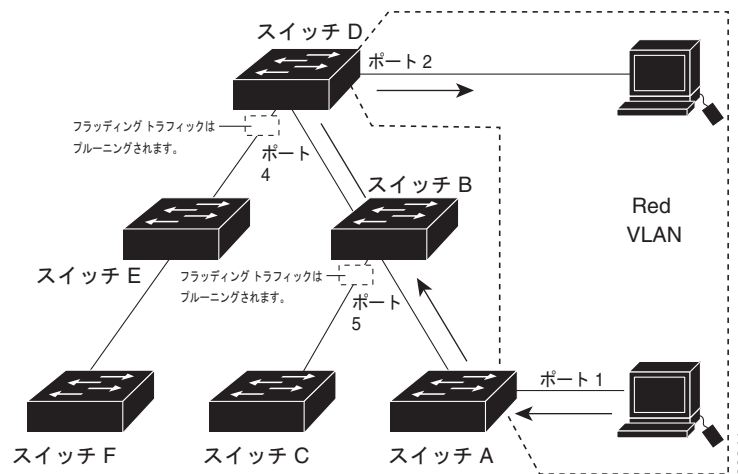 スイッチ D
ポート 2
フラッディング トラフィックは
プルーニングされます。
ポート
4
スイッチ B
Red
VLAN
スイッチ E
フラッディング トラフィックは
プルーニングされます。
ポート
5
ポート 1
スイッチ F
スイッチ C
スイッチ A